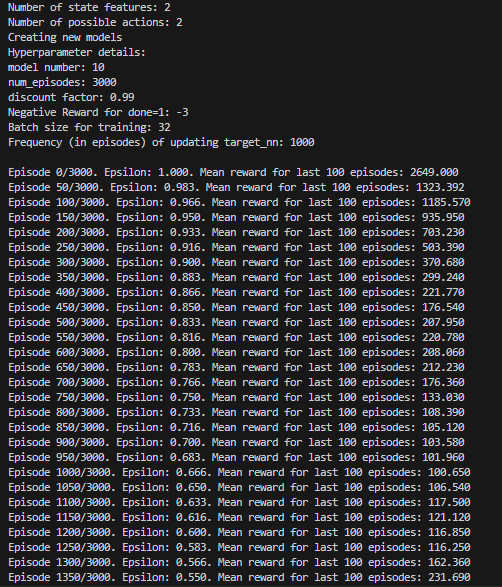 Number of state features: 2
Number of possible actions: 2
Creating new models
Hyperparameter details:
model number: 10
num_episodes: 3000
discount factor: 0.99
Negative Reward for done=1: -3
Batch size for training: 32
Frequency (in episodes) of updating target_nn: 1000
Episode 0/3000. Epsilon: 1.000. Mean reward for last 100 episodes: 2649.000
Episode 50/3000. Epsilon: 0.983. Mean reward for last 100 episodes: 1323.392
Episode 100/3000. Epsilon: 0.966. Mean reward for last 100 episodes: 1185.570
Episode 150/3000. Epsilon: 0.950. Mean reward for last 100 episodes: 935.950
Episode 200/3000. Epsilon: 0.933. Mean reward for last 100 episodes: 703.230
Episode 250/3000. Epsilon: 0.916. Mean reward for last 100 episodes: 503.390
Episode 300/3000. Epsilon: 0.900. Mean reward for last 100 episodes: 370.680
Episode 350/3000. Epsilon: 0.883. Mean reward for last 100 episodes: 299.240
Episode 400/3000. Epsilon: 0.866. Mean reward for last 100 episodes: 221.770
Episode 450/3000. Epsilon: 0.850. Mean reward for last 100 episodes: 176.540
Episode 500/3000. Epsilon: 0.833. Mean reward for last 100 episodes: 207.950
Episode 550/3000. Epsilon: 0.816. Mean reward for last 100 episodes: 220.780
Episode 600/3000. Epsilon: 0.800. Mean reward for last 100 episodes: 208.060
Episode 650/3000. Epsilon: 0.783. Mean reward for last 100 episodes: 212.230
Episode 700/3000. Epsilon: 0.766. Mean reward for last 100 episodes: 176.360
Episode 750/3000. Epsilon: 0.750. Mean reward for last 100 episodes: 133.030
Episode 800/3000. Epsilon: 0.733. Mean reward for last 100 episodes: 108.390
Episode 850/3000. Epsilon: 0.716. Mean reward for last 100 episodes: 105.120
Episode 900/3000. Epsilon: 0.700. Mean reward for last 100 episodes: 103.580
Episode 950/3000. Epsilon: 0.683. Mean reward for last 100 episodes: 101.960
Episode 1000/3000. Epsilon: 0.666. Mean reward for last 100 episodes: 100.650
Episode 1050/3000. Epsilon: 0.650. Mean reward for last 100 episodes: 106.540
Episode 1100/3000. Epsilon: 0.633. Mean reward for last 100 episodes: 117.500
Episode 1150/3000. Epsilon: 0.616. Mean reward for last 100 episodes: 121.120
Episode 1200/3000. Epsilon: 0.600. Mean reward for last 100 episodes: 116.850
Episode 1250/3000. Epsilon: 0.583. Mean reward for last 100 episodes: 116.250
Episode 1300/3000. Epsilon: 0.566. Mean reward for last 100 episodes: 162.360
Episode 1350/3000. Epsilon: 0.550. Mean reward for last 100 episodes: 231.690